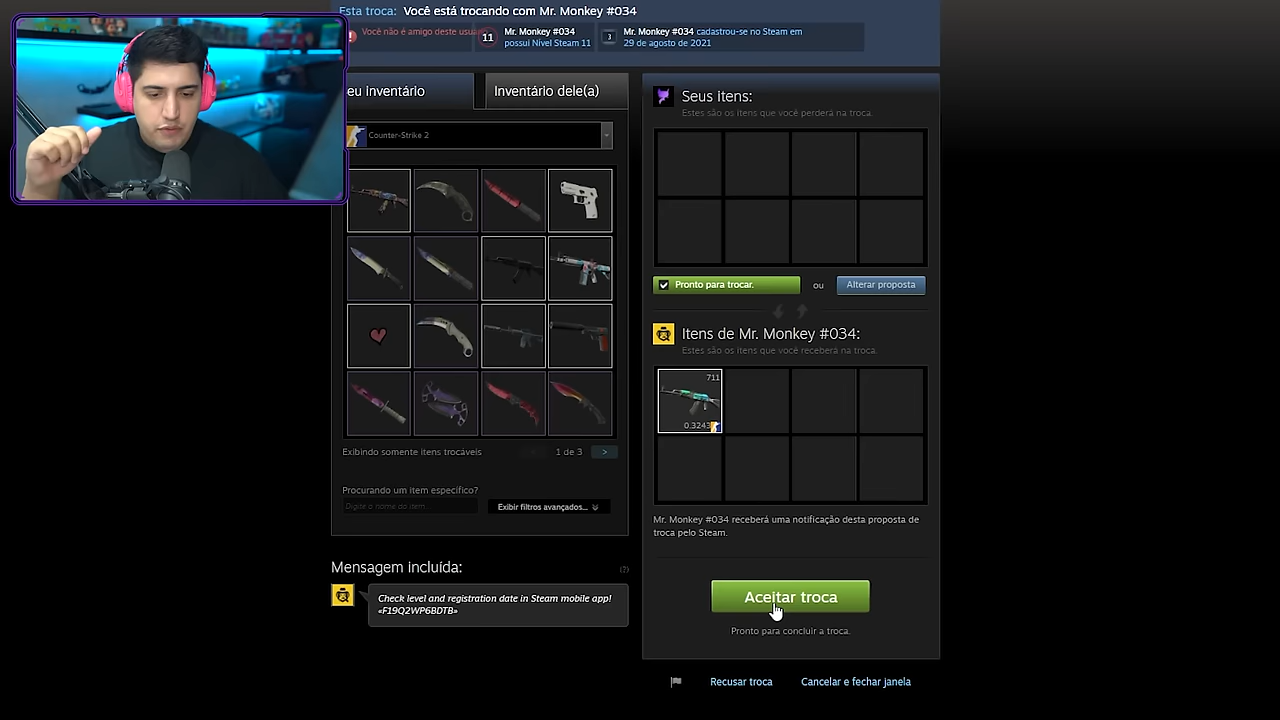 Esta troca: Você está trocando com Mr. Monkey #034
Você não é amigo deste
11
Mr. Monkey #034
possui Nível Steam 11
3
Mr. Monkey #034 cadastrou-se no Steam em
29 de agosto de 2021
eu inventário
Inventário dele(a)
Counter-Strike 2
Exibindo somente itens trocáveis
1 de 3
>
Procurando um item específico?
Digite o nome do item...
Exibir filtros avançados...
Mensagem incluída:
(?)
Check level and registration date in Steam mobile app!
«F19Q2WP6BDTB»
Seus itens:
Estes são os itens que você perderá na troca.
Pronto para trocar.
ou
Alterar proposta
Itens de Mr. Monkey #034:
Estes são os itens que você receberá na troca.
711
0.3243
Mr. Monkey #034 receberá uma notificação desta proposta de
troca pelo Steam.
Aceitar troca
Pronto para concluir a troca.
Recusar troca
Cancelar e fechar janela